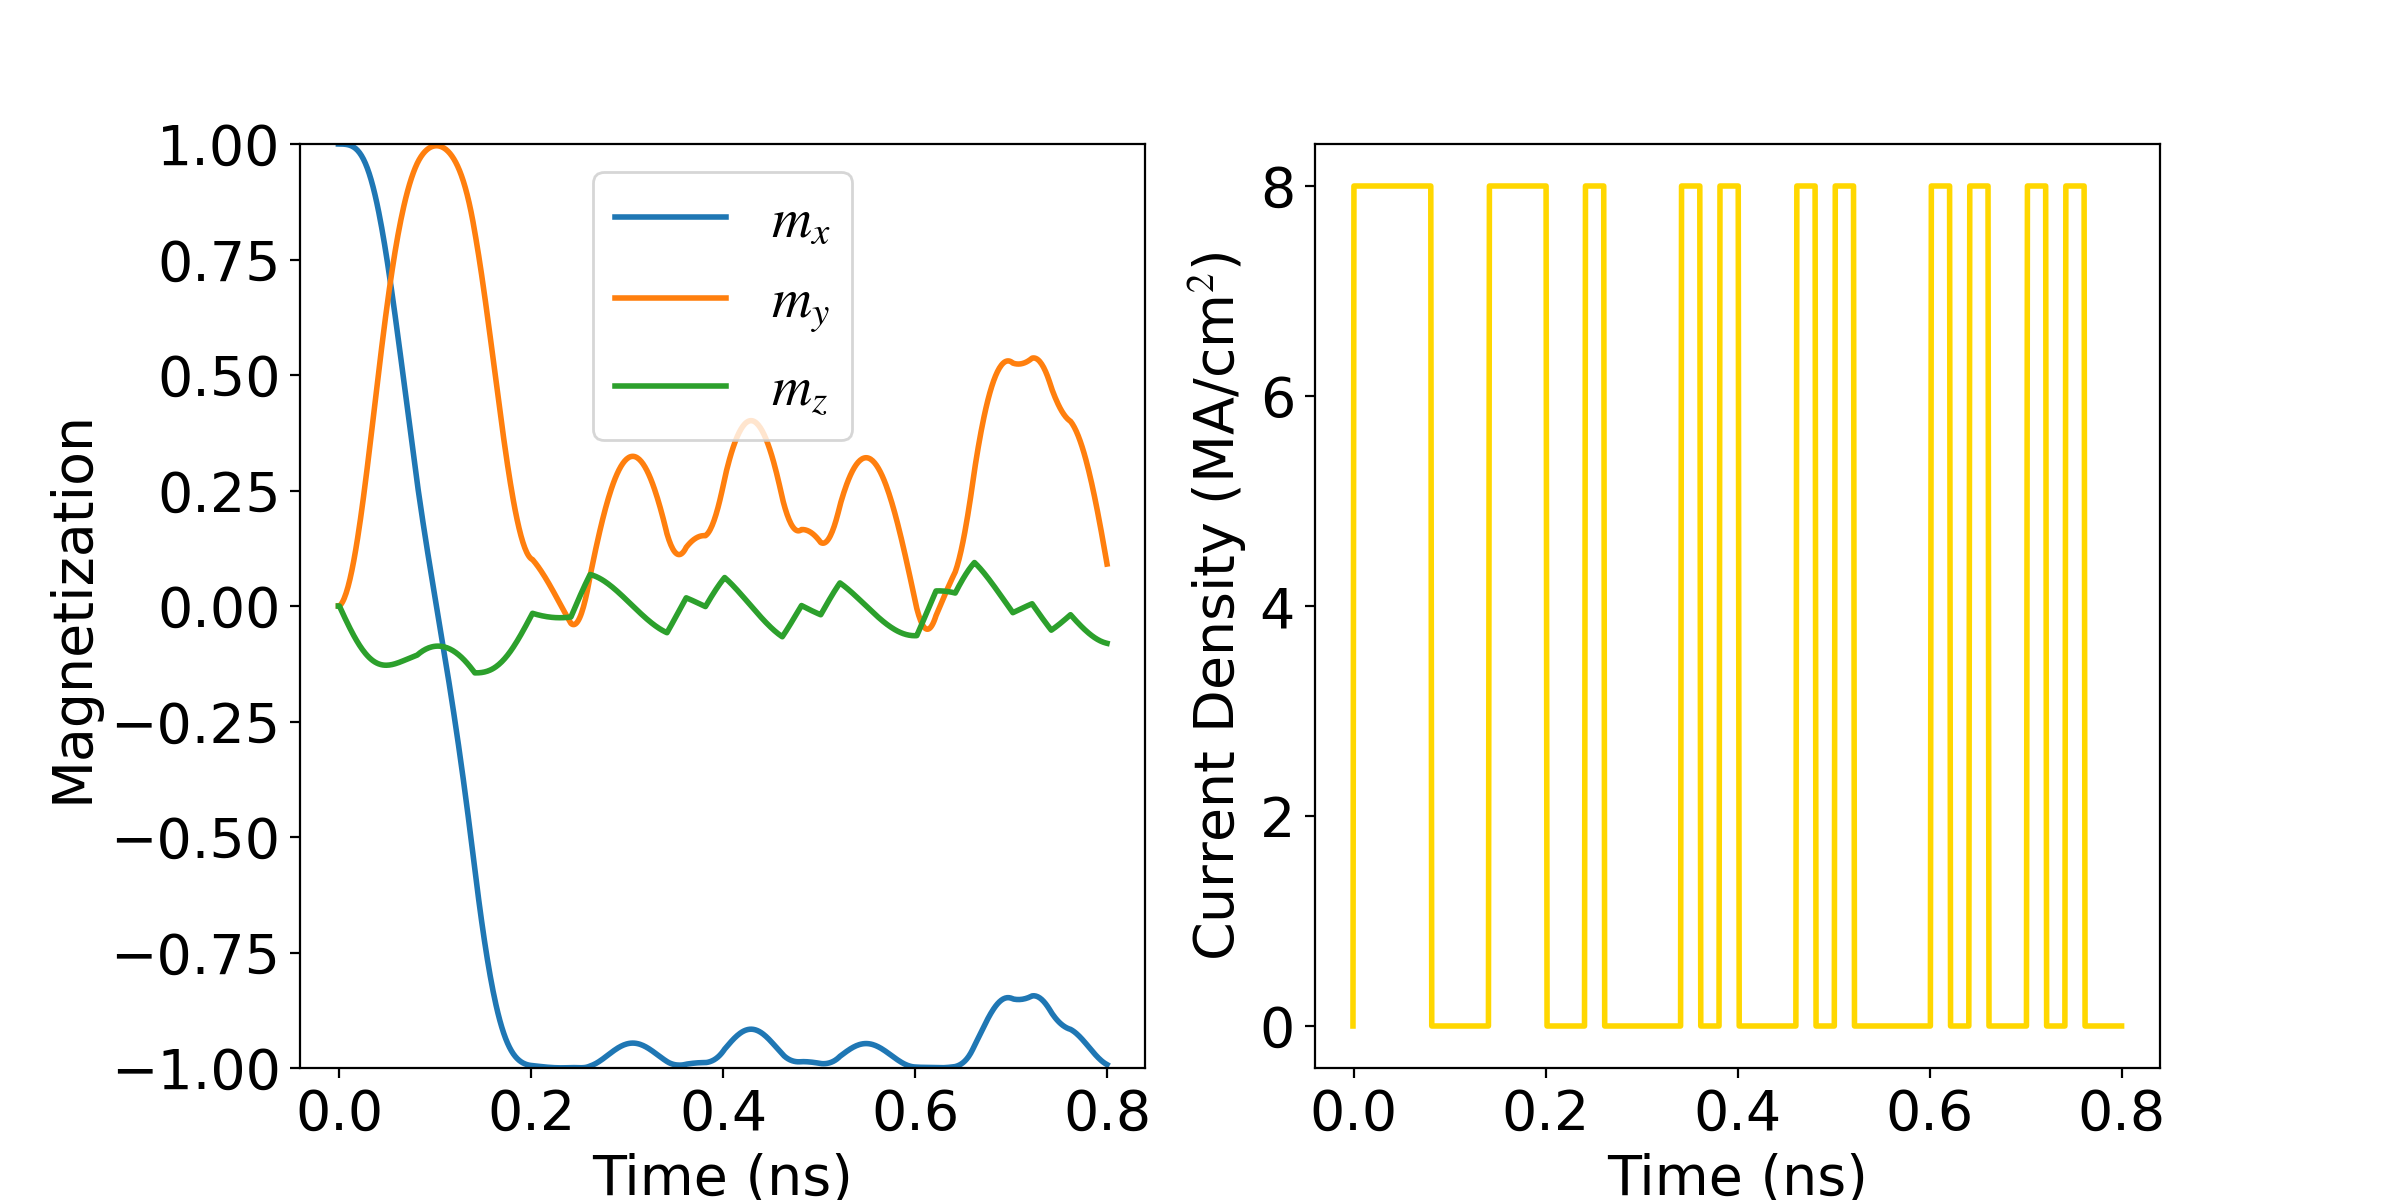 Magnetization
1.00
0.75
0.50
0.25
0.00
−0.25
−0.50
−0.75
−1.00
0.0 0.2 0.4 0.6 0.8
Time (ns)
m_x
m_y
m_z
Current Density (MA/cm²)
8
6
4
2
0
0.0 0.2 0.4 0.6 0.8
Time (ns)